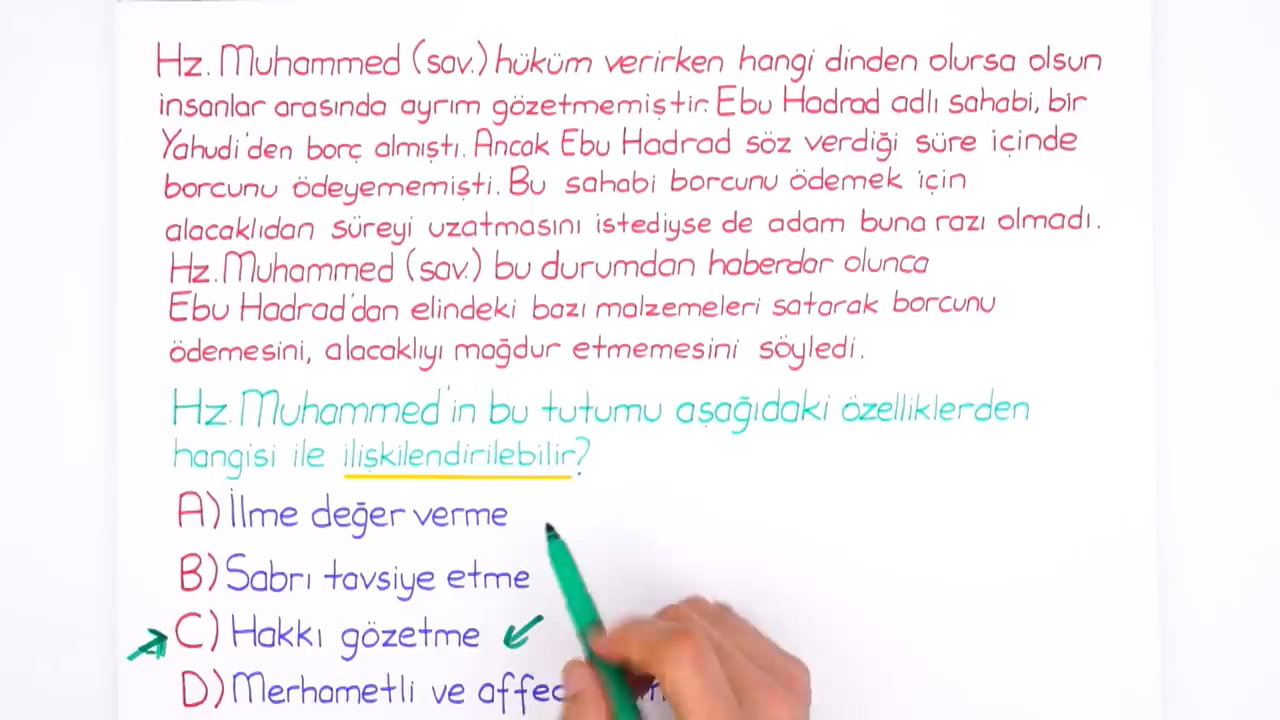 Hz. Muhammed (sav.) hüküm verirken hangi dinden olursa olsun
insanlar arasında ayrım gözetmemiştir. Ebu Hadrad adlı sahabi, bir
Yahudi'den borç almıştı. Ancak Ebu Hadrad söz verdiği süre içinde
borcunu ödeyememişti. Bu sahabi borcunu ödemek için
alacaklıdan süreyi uzatmasını istediyse de adam buna razı olmadı.
Hz. Muhammed (sav.) bu durumdan haberdar olunca
Ebu Hadrad'dan elindeki bazı malzemeleri satarak borcunu
ödemesini, alacaklıyı mağdur etmemesini söyledi.
Hz. Muhammed'in bu tutumu aşağıdaki özelliklerden
hangisi ile ilişkilendirilebilir?
A) İlme değer verme
B) Sabrı tavsiye etme
C) Hakkı gözetme
D) Merhametli ve